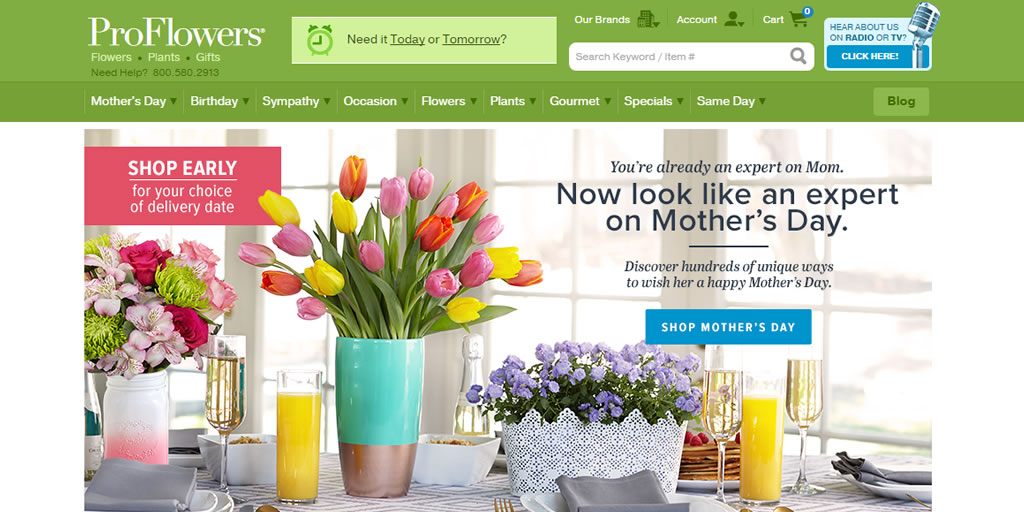 ProFlowers®
Flowers • Plants • Gifts
Need Help? 800.580.2913
Need it Today or Tomorrow?
Our Brands
Account
Cart
0
Search Keyword / Item #
HEAR ABOUT US
ON RADIO OR TV?
CLICK HERE!
Mother's Day
Birthday
Sympathy
Occasion
Flowers
Plants
Gourmet
Specials
Same Day
Blog
SHOP EARLY
for your choice
of delivery date
You're already an expert on Mom.
Now look like an expert
on Mother's Day.
Discover hundreds of unique ways
to wish her a happy Mother's Day.
SHOP MOTHER'S DAY